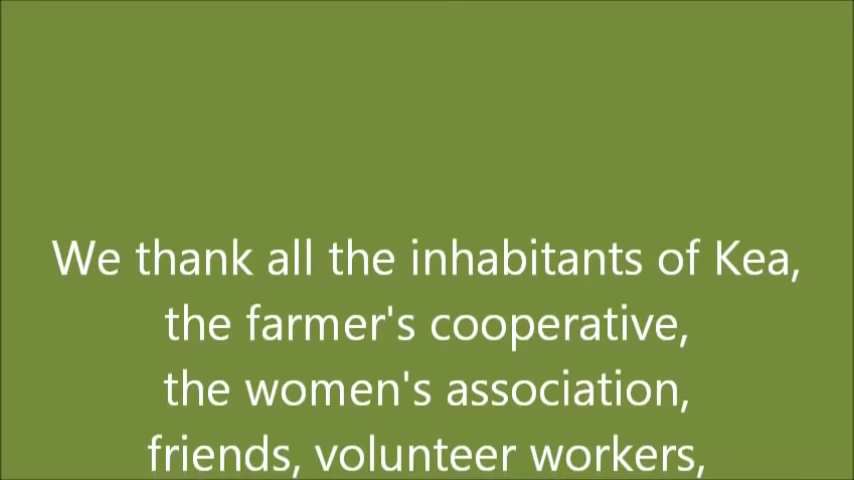 We thank all the inhabitants of Kea,
the farmer's cooperative,
the women's association,
friends, volunteer workers,